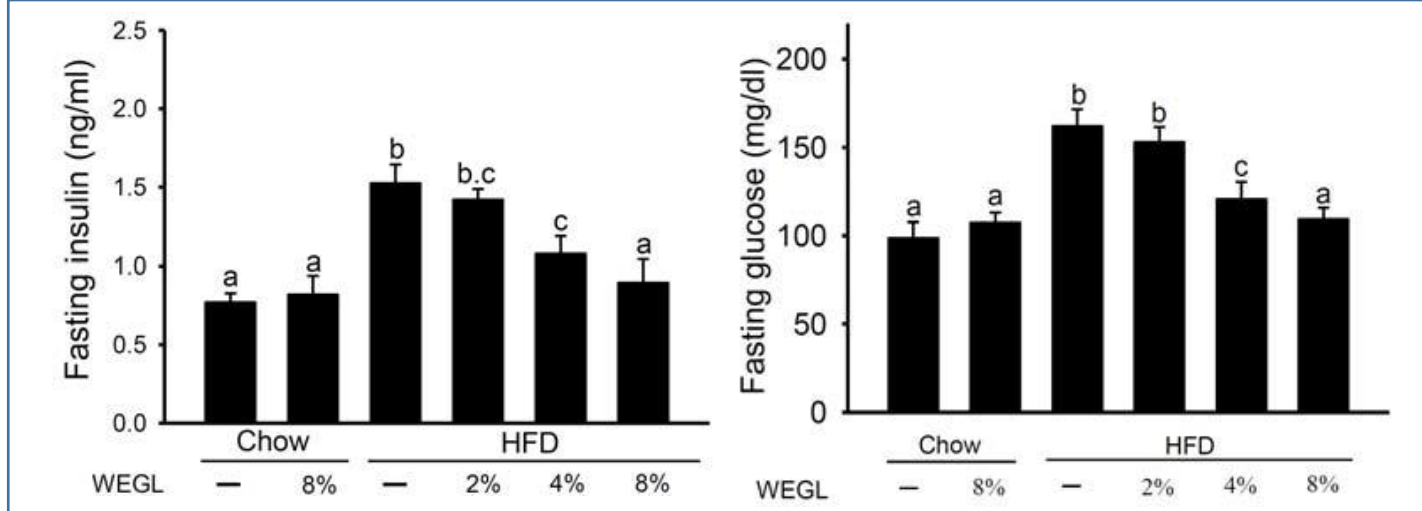 Fasting insulin (ng/ml)
2.5
2.0
1.5
1.0
0.5
0.0
a
a
b
b.c
c
a
Chow
HFD
WEGL – 8% – 2% 4% 8%
Fasting glucose (mg/dl)
200
150
100
50
0
a
a
b
b
c
a
Chow
HFD
WEGL – 8% – 2% 4% 8%